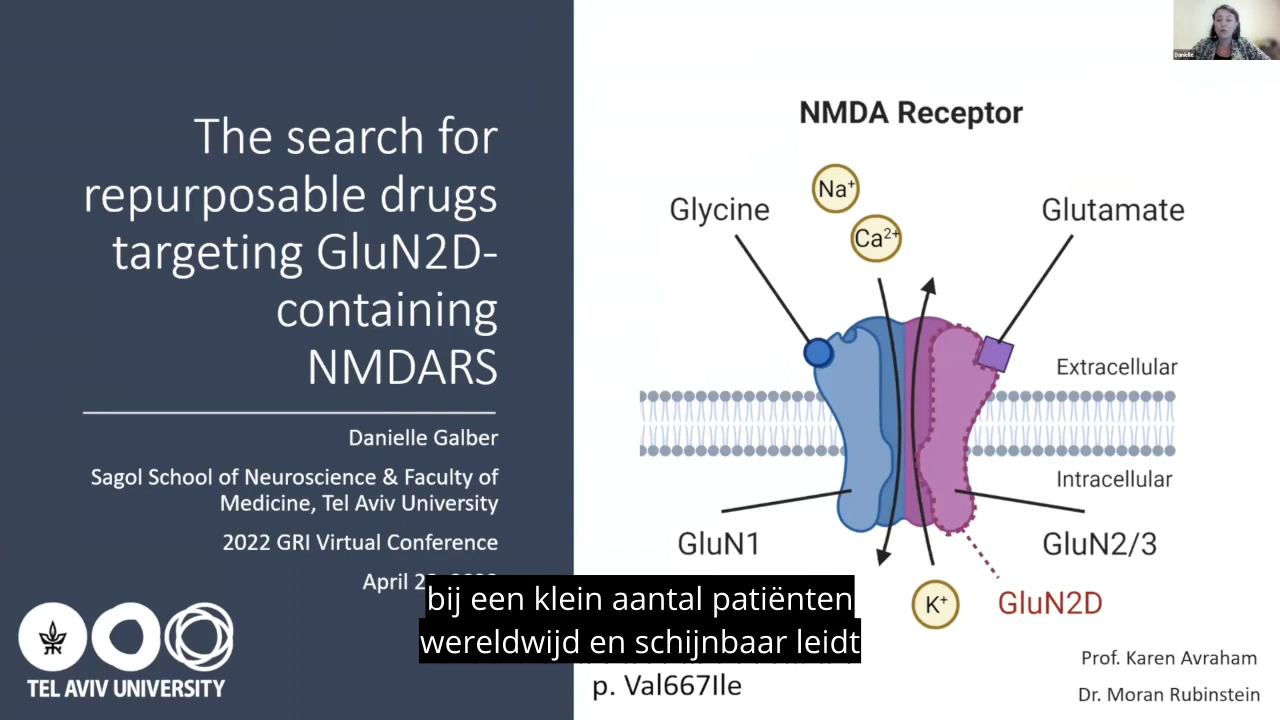 The search for
repurposable drugs
targeting GluN2D-
containing
NMDARS
Danielle Galber
Sagol School of Neuroscience & Faculty of
Medicine, Tel Aviv University
2022 GRI Virtual Conference
April 2
TEL AVIV UNIVERSITY
Danielle
NMDA Receptor
Na⁺
Ca²⁺
Glycine
Glutamate
Extracellular
Intracellular
GluN1
GluN2/3
K⁺
GluN2D
bij een klein aantal patiënten
wereldwijd en schijnbaar leidt
p. Val667Ile
Prof. Karen Avraham
Dr. Moran Rubinstein